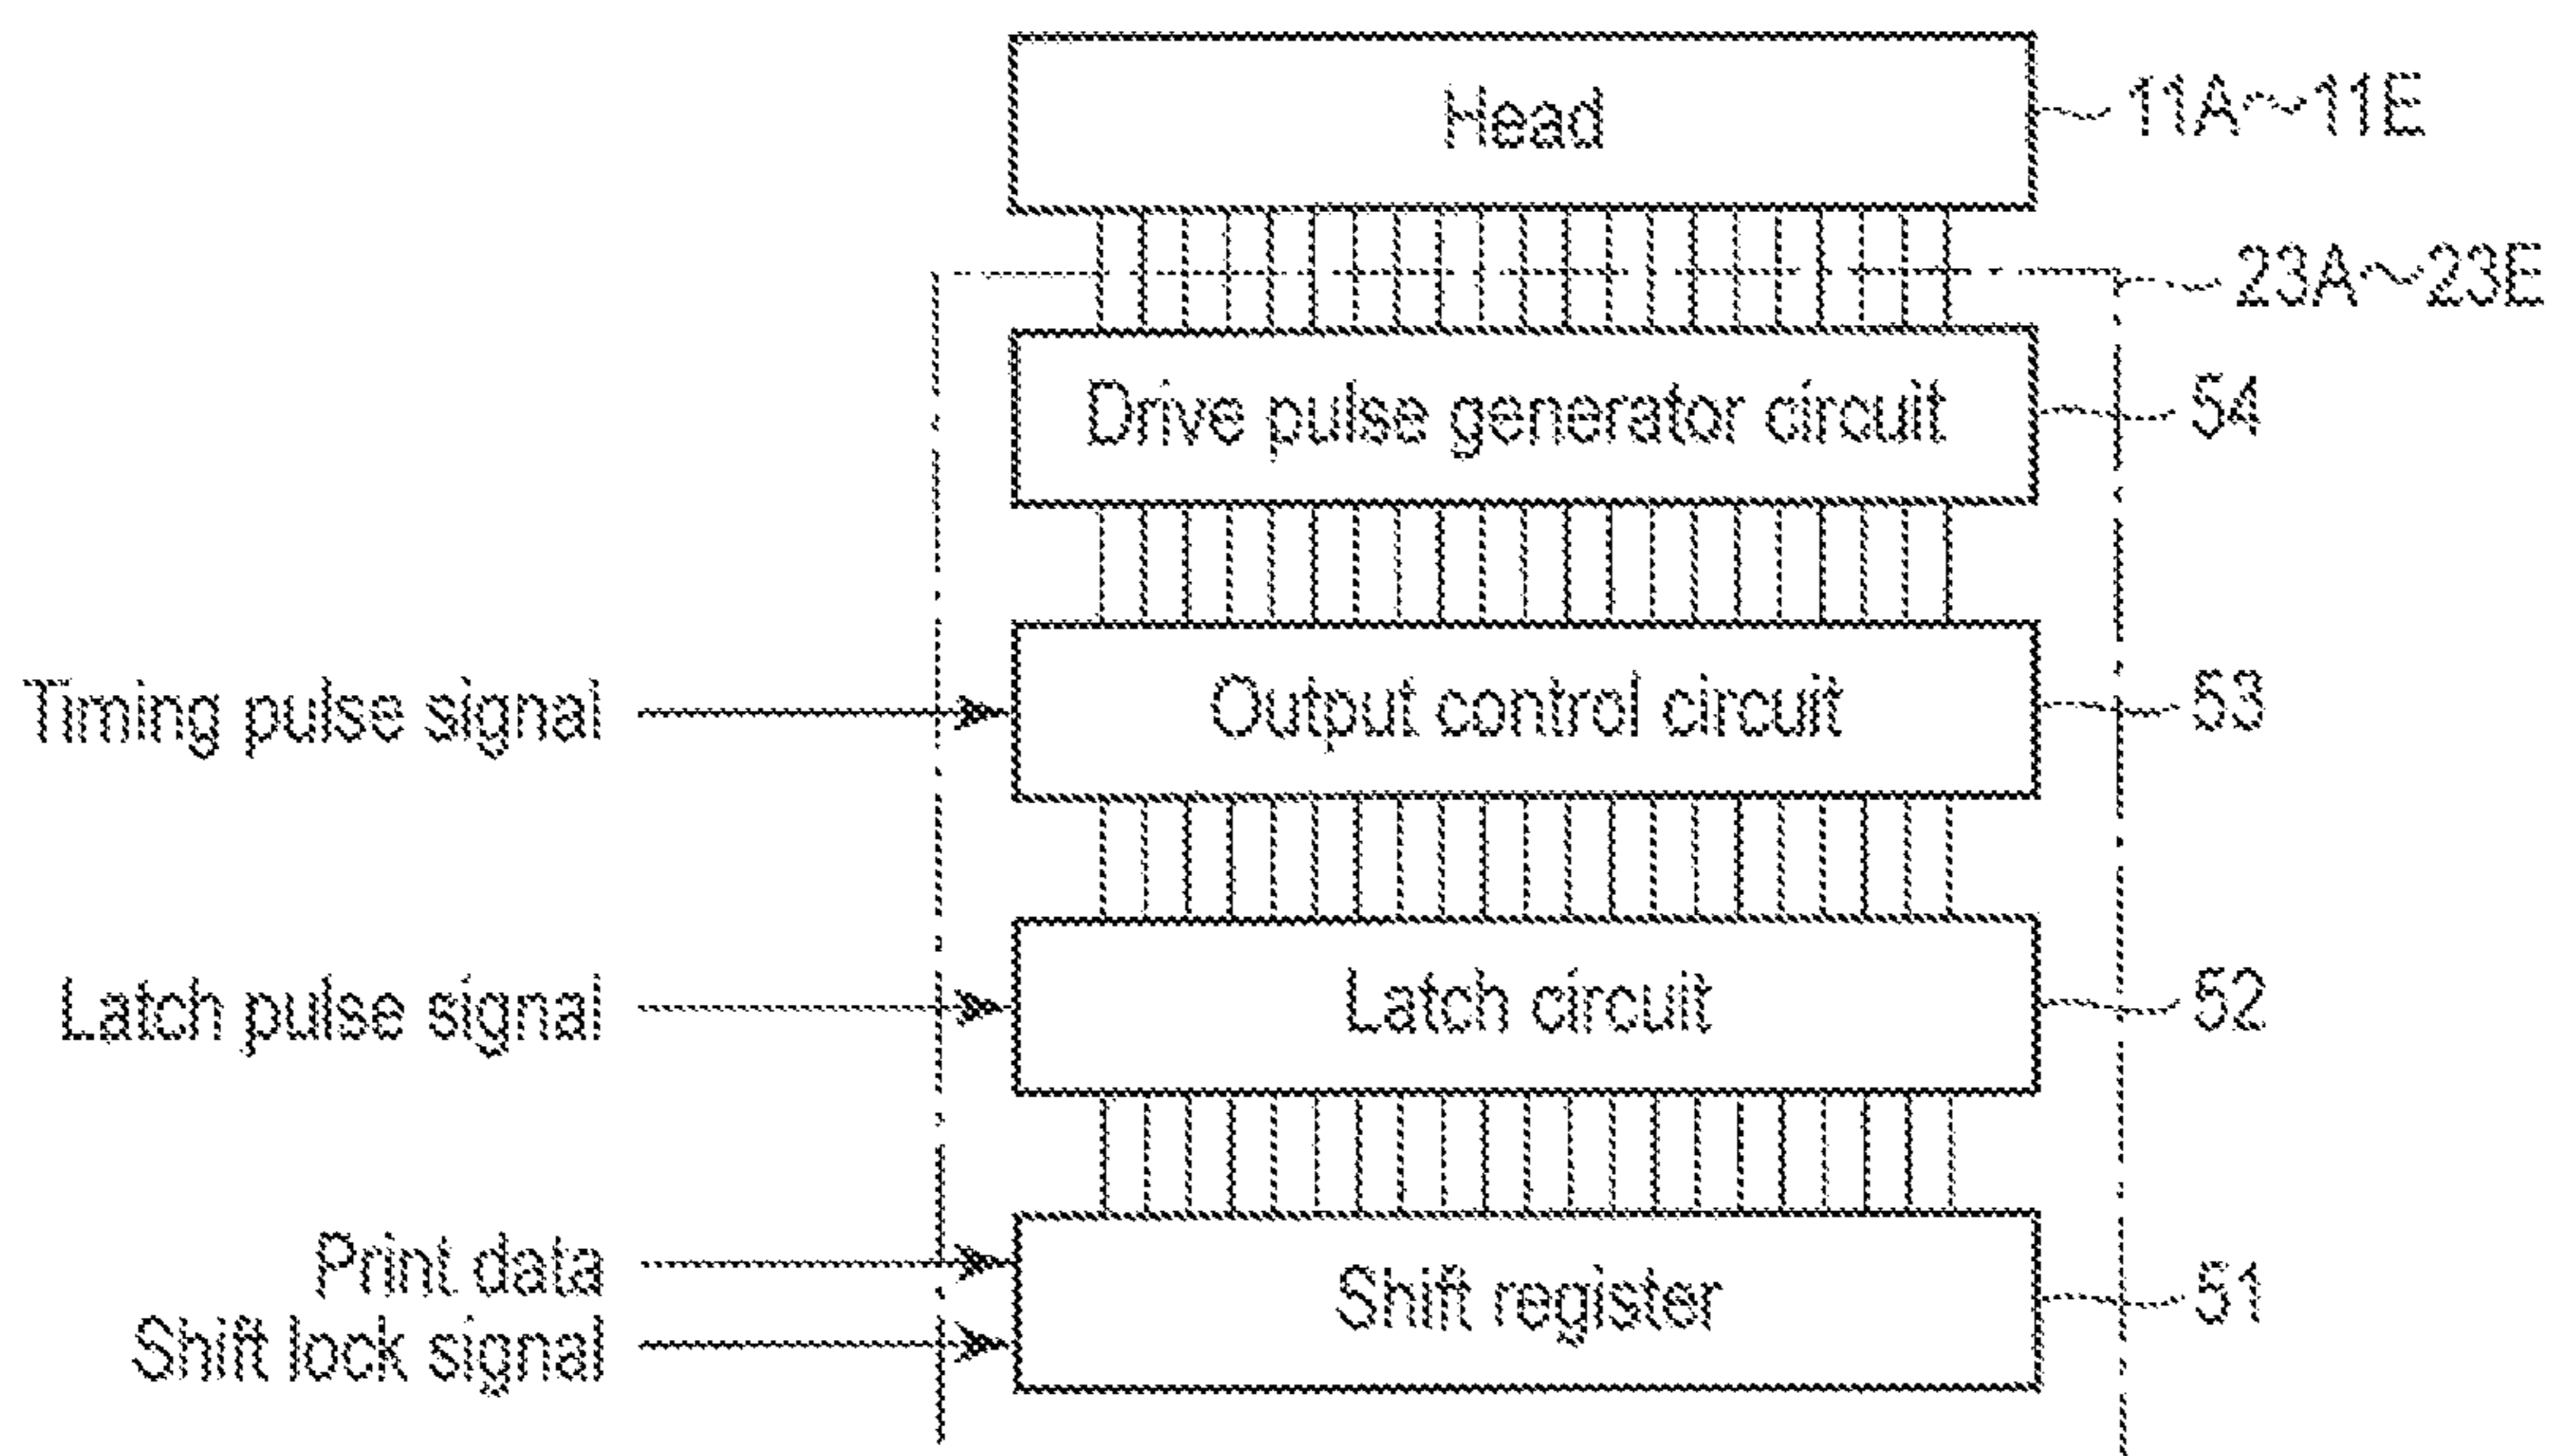 Head 11A~11E
23A~23E
Drive pulse generator circuit 54
Timing pulse signal Output control circuit 53
Latch pulse signal Latch circuit 52
Print data
Shift register 51
Shift lock signal